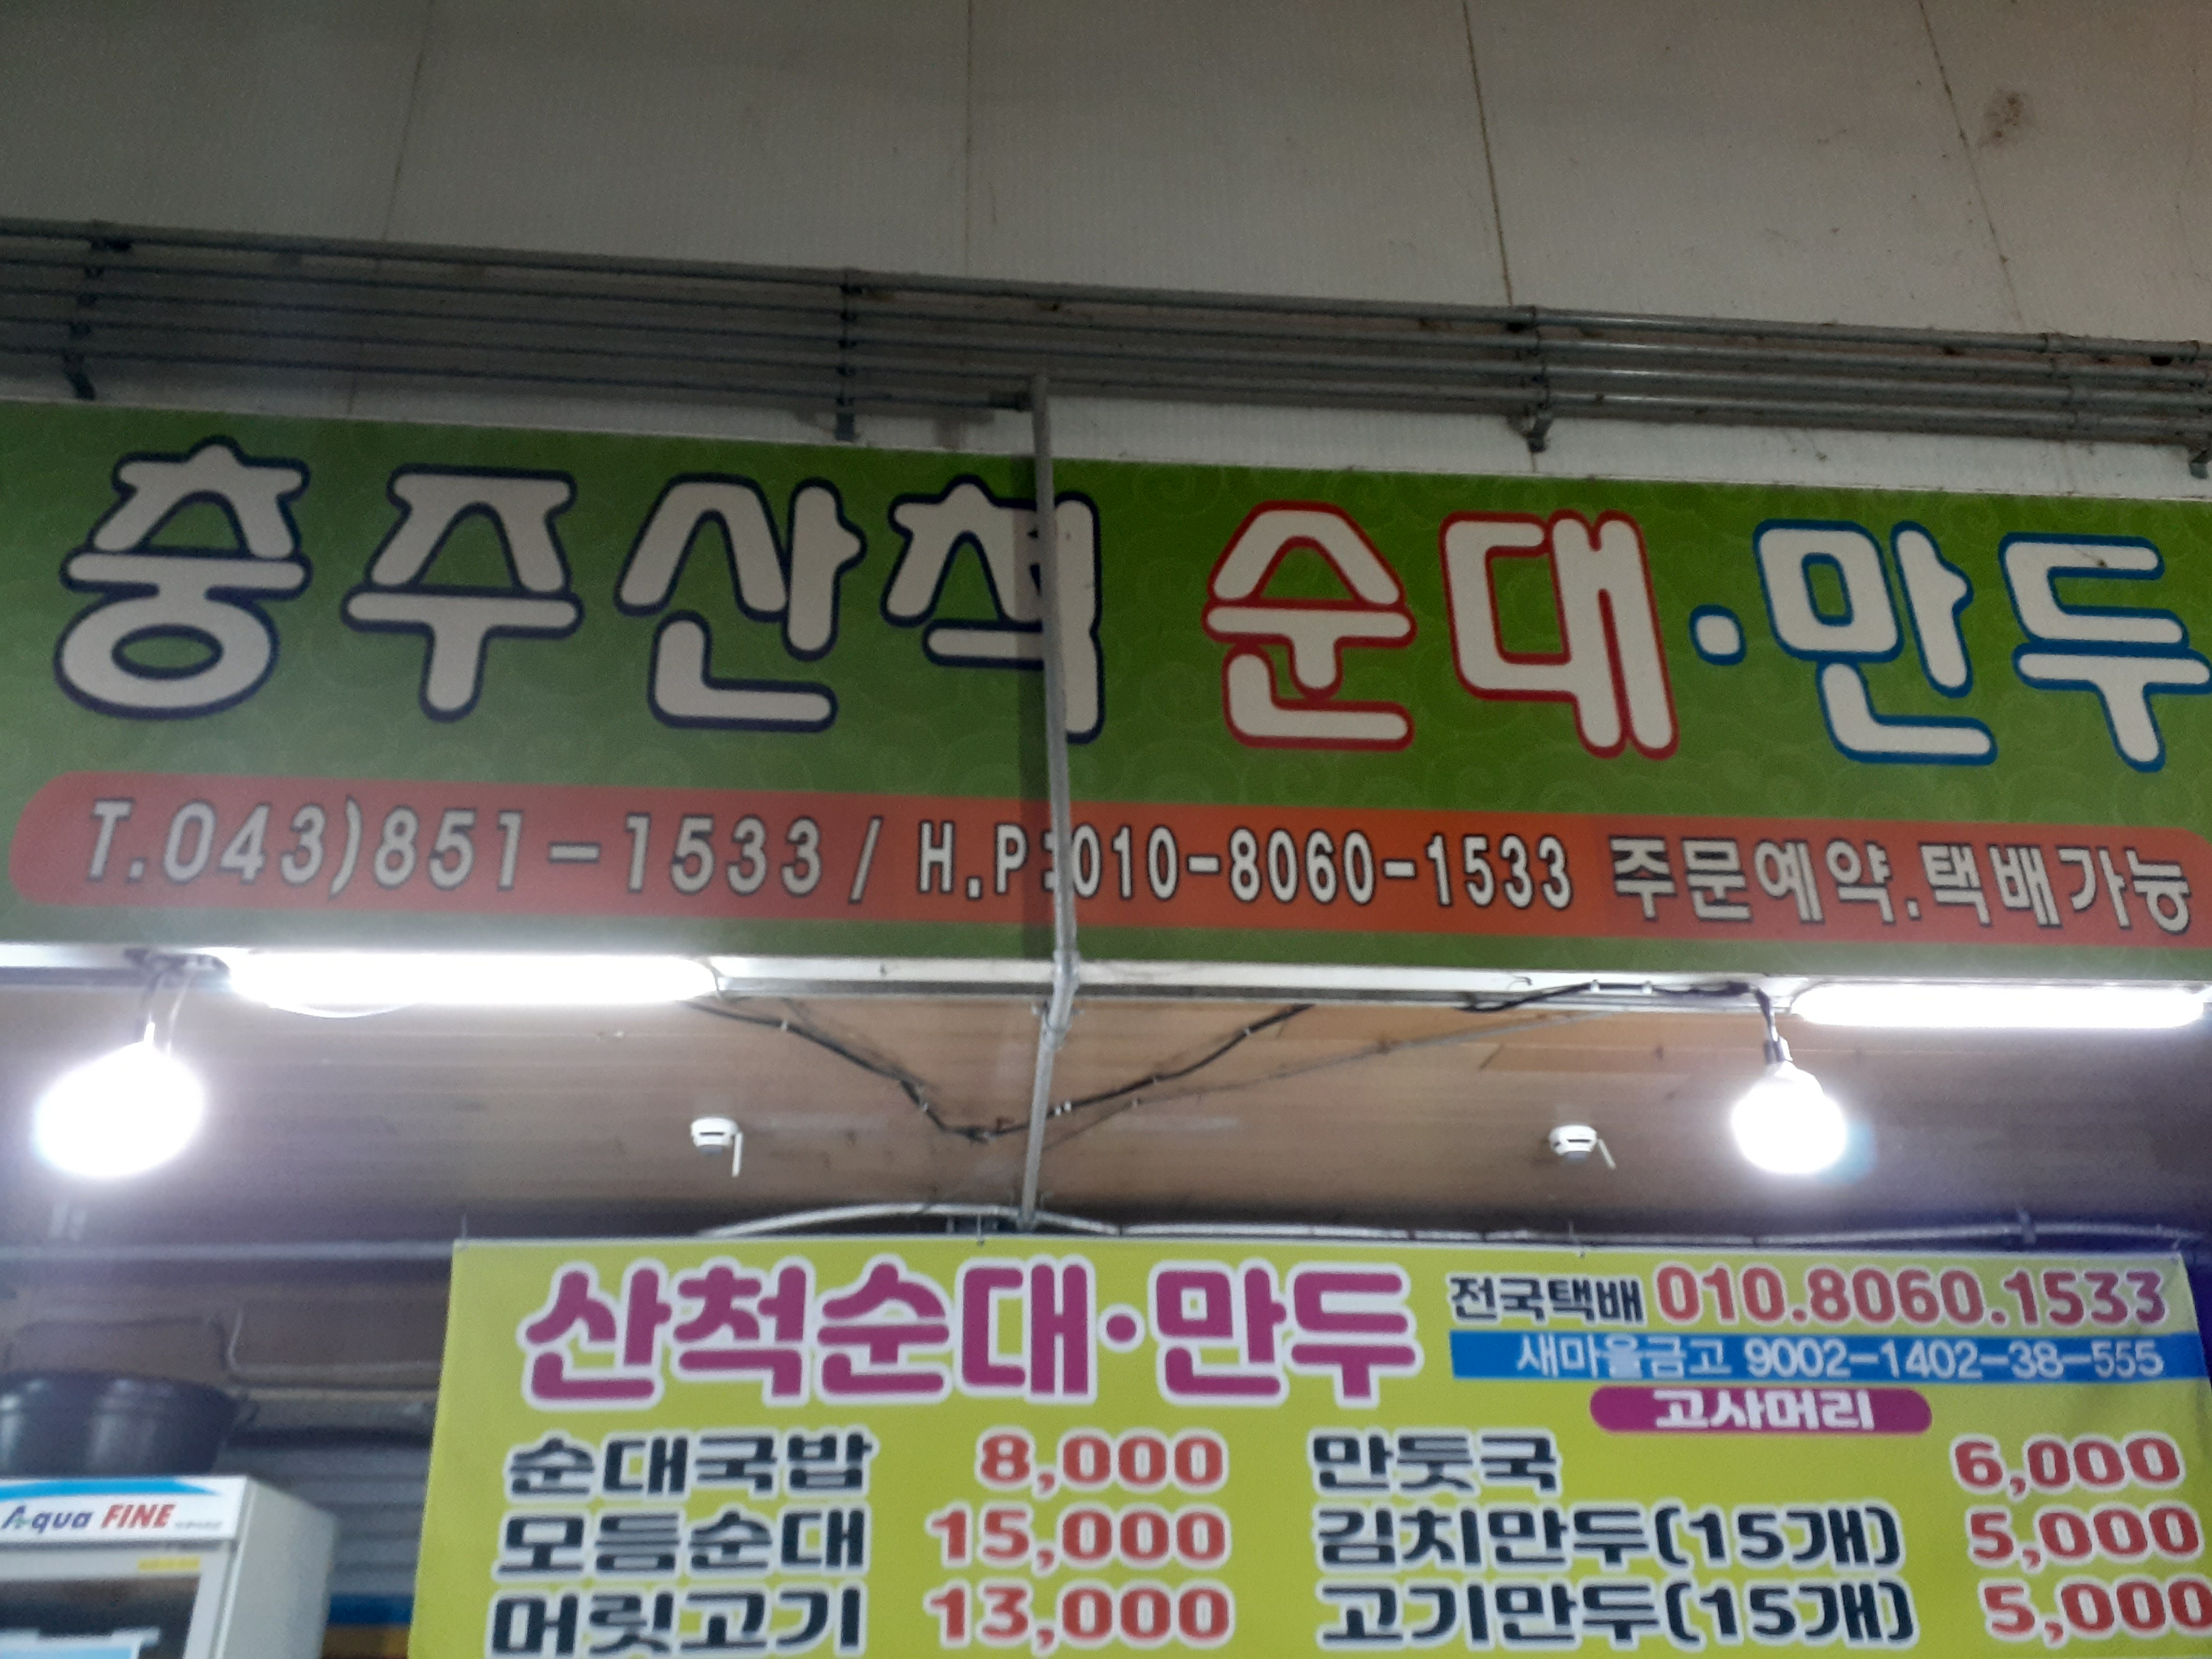 충주산척 순대·만두
T.043)851-1533 / H.P:010-8060-1533 주문예약.택배가능
산척순대·만두
전국택배 010.8060.1533
새마을금고 9002-1402-38-555
고사머리
순대국밥 8,000
만둣국 6,000
모듬순대 15,000
김치만두(15개) 5,000
머릿고기 13,000
고기만두(15개) 5,000
Aqua FINE